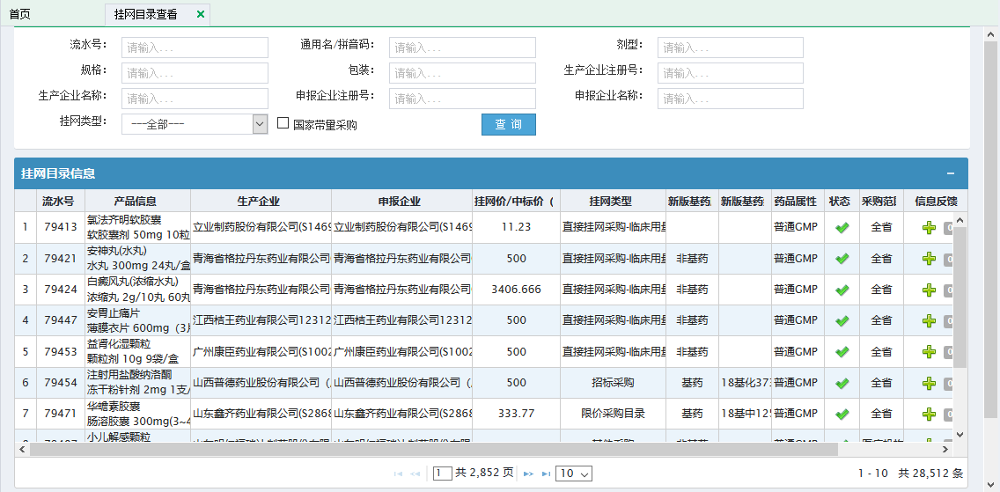 首页 挂网目录查看
流水号： 请输入... 通用名/拼音码： 请输入... 剂型： 请输入...
规格： 请输入... 包装： 请输入... 生产企业注册号： 请输入...
生产企业名称： 请输入... 申报企业注册号： 请输入... 申报企业名称： 请输入...
挂网类型： ---全部--- 国家带量采购 查 询
挂网目录信息
流水号 产品信息 生产企业 申报企业 挂网价/中标价（ 挂网类型 新版基药 新版基药 药品属性 状态 采购范围 信息反馈
1 79413 氯法齐明软胶囊 立业制药股份有限公司(S1469 立业制药股份有限公司(S1469 11.23 直接挂网采购-临床用量 普通GMP 全省
软胶囊剂 50mg 10粒
2 79421 安神丸(水丸) 青海省格拉丹东药业有限公司 青海省格拉丹东药业有限公司 500 直接挂网采购-临床用量 非基药 普通GMP 全省
水丸 300mg 24丸/盒
3 79424 白癜风丸(浓缩水丸) 青海省格拉丹东药业有限公司 青海省格拉丹东药业有限公司 3406.666 直接挂网采购-临床用量 非基药 普通GMP 全省
浓缩丸 2g/10丸 60丸
4 79447 安胃止痛片 江西桔王药业有限公司12312 江西桔王药业有限公司12312 500 直接挂网采购-临床用量 非基药 普通GMP 全省
薄膜衣片 600mg（3片
5 79453 益肾化湿颗粒 广州康臣药业有限公司(S1002 广州康臣药业有限公司(S1002 500 直接挂网采购-临床用量 非基药 普通GMP 全省
颗粒剂 10g 9袋/盒
6 79454 注射用盐酸纳洛酮 山西普德药业股份有限公司（ 山西普德药业股份有限公司（ 500 招标采购 基药 18基化373 普通GMP 全省
冻干粉针剂 2mg 1支/
7 79471 华蟾素胶囊 山东鑫齐药业有限公司(S2868 山东鑫齐药业有限公司(S2868 333.77 限价采购目录 基药 18基中125 普通GMP 全省
肠溶胶囊 300mg(3~4
小儿解感颗粒
1 共 2,852 页 10 1 - 10 共 28,512 条